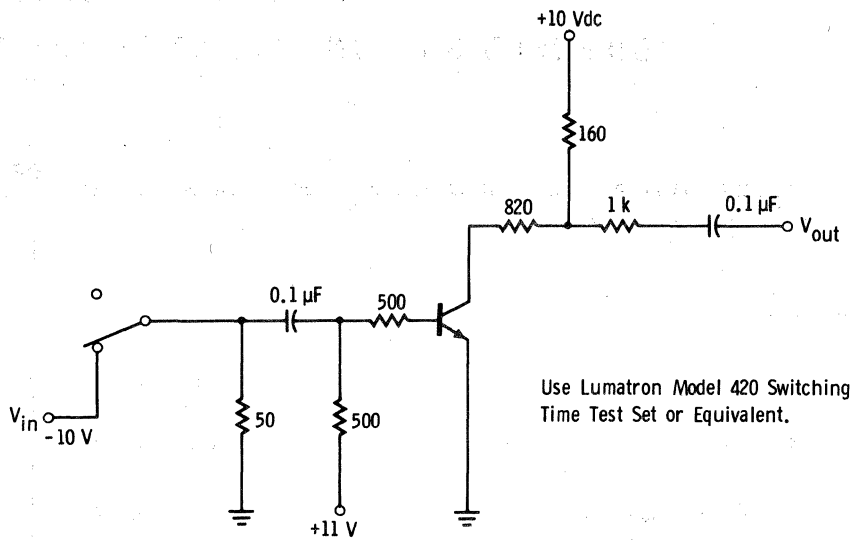 +10 Vdc
160
820
1 k
0.1 µF
Vout
0.1 µF
500
Vin
-10 V
50
500
+11 V
Use Lumatron Model 420 Switching
Time Test Set or Equivalent.